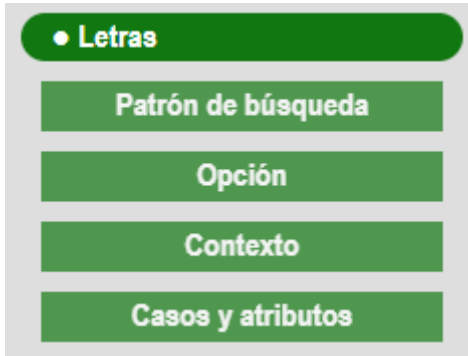 • Letras
Patrón de búsqueda
Opción
Contexto
Casos y atributos